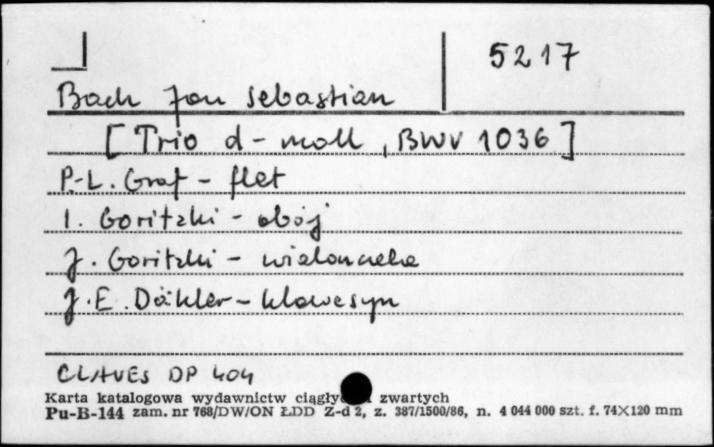 5217
Bach Jan Sebastian
[Trio d-moll, BWV 1036]
P.-L. Graf - flet
I. Goritzki - obój
J. Goritzki - wiolonczela
J. E. Dähler - klawesyn
CLAVES DP 404
Karta katalogowa wydawnictw ciągły zwartych
Pu-B-144 zam. nr 768/DW/ON ŁDD Z-d 2, z. 387/1500/86, n. 4 044 000 szt. f. 74×120 mm